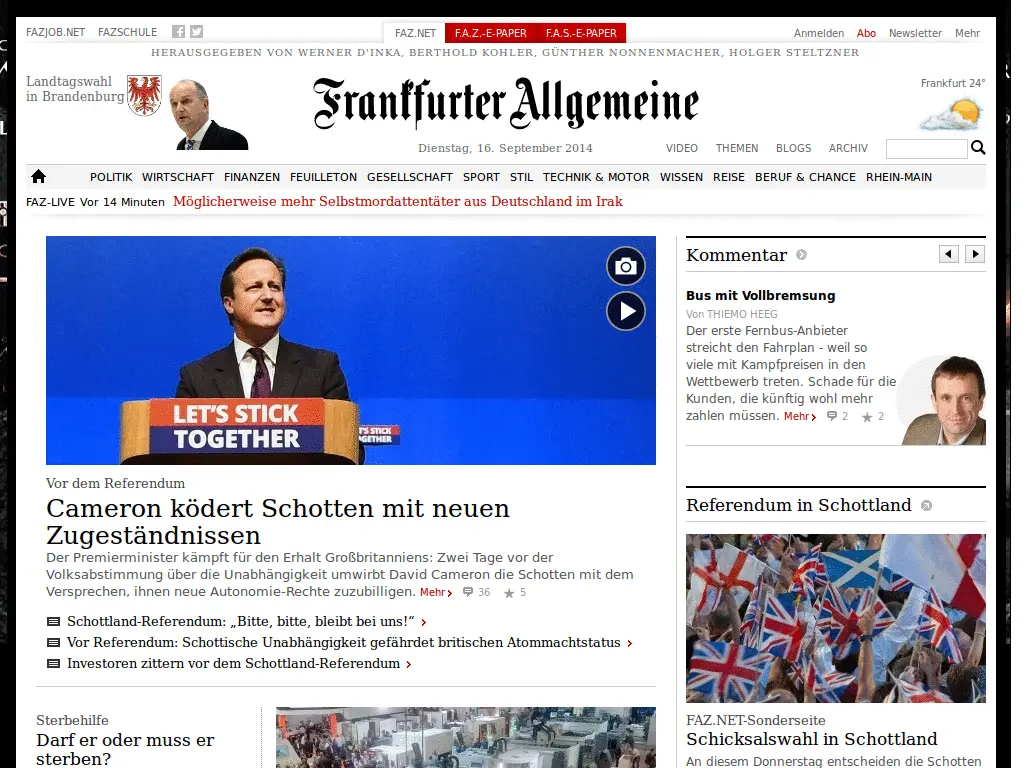 FAZJOB.NET FAZSCHULE
FAZ.NET F.A.Z.-E-PAPER F.A.S.-E-PAPER
Anmelden Abo Newsletter Mehr
HERAUSGEGEBEN VON WERNER D'INKA, BERTHOLD KOHLER, GÜNTHER NONNENMACHER, HOLGER STELTZNER
Landtagswahl
in Brandenburg
Frankfurter Allgemeine
Frankfurt 24°
Dienstag, 16. September 2014
VIDEO THEMEN BLOGS ARCHIV
POLITIK WIRTSCHAFT FINANZEN FEUILLETON GESELLSCHAFT SPORT STIL TECHNIK & MOTOR WISSEN REISE BERUF & CHANCE RHEIN-MAIN
FAZ-LIVE Vor 14 Minuten Möglicherweise mehr Selbstmordattentäter aus Deutschland im Irak
LET'S STICK
TOGETHER
Vor dem Referendum
Cameron ködert Schotten mit neuen
Zugeständnissen
Der Premierminister kämpft für den Erhalt Großbritanniens: Zwei Tage vor der
Volksabstimmung über die Unabhängigkeit umwirbt David Cameron die Schotten mit dem
Versprechen, ihnen neue Autonomie-Rechte zuzubilligen. Mehr 36 5
Schottland-Referendum: „Bitte, bitte, bleibt bei uns!“
Vor Referendum: Schottische Unabhängigkeit gefährdet britischen Atommachtstatus
Investoren zittern vor dem Schottland-Referendum
Sterbehilfe
Darf er oder muss er
sterben?
Kommentar
Bus mit Vollbremsung
Von THIEMO HEEG
Der erste Fernbus-Anbieter
streicht den Fahrplan - weil so
viele mit Kampfpreisen in den
Wettbewerb treten. Schade für die
Kunden, die künftig wohl mehr
zahlen müssen. Mehr 2 2
Referendum in Schottland
FAZ.NET-Sonderseite
Schicksalswahl in Schottland
An diesem Donnerstag entscheiden die Schotten